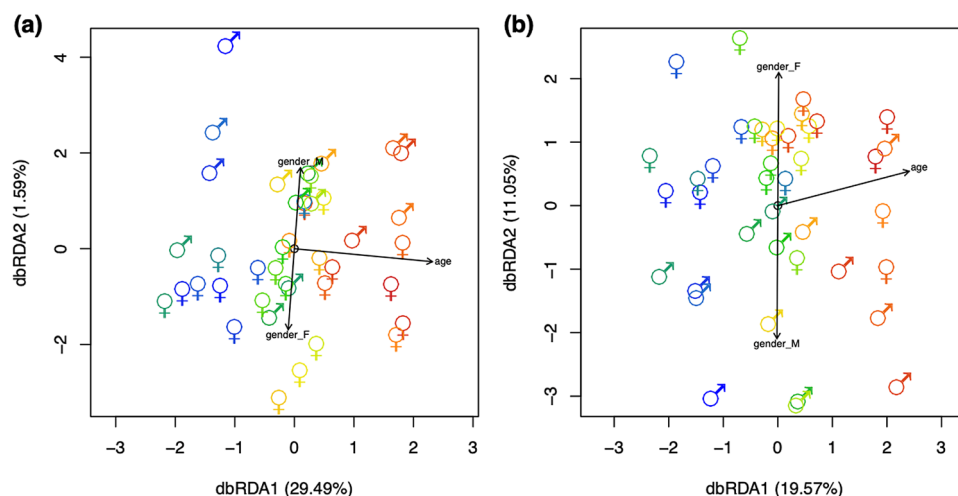 (a)
4
2
0
−2
dbRDA2 (1.59%)
gender_M
age
gender_F
−3 −2 −1 0 1 2 3
dbRDA1 (29.49%)
(b)
2
1
0
−1
−2
−3
dbRDA2 (11.05%)
gender_F
age
gender_M
−3 −2 −1 0 1 2 3
dbRDA1 (19.57%)